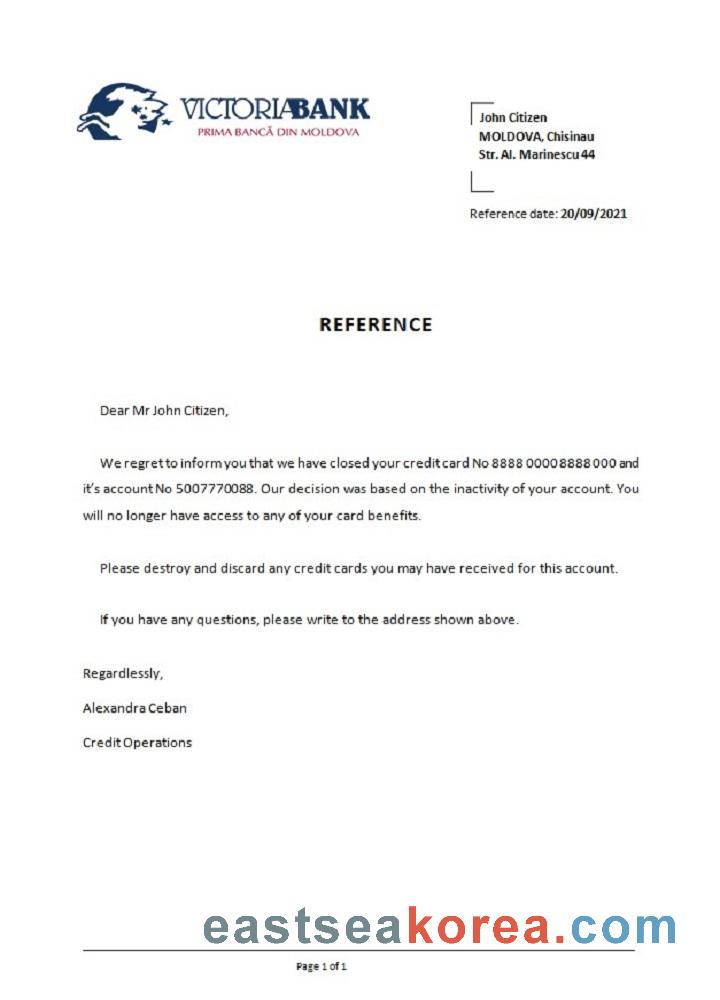 VICTORIABANK
PRIMA BANCĂ DIN MOLDOVA
John Citizen
MOLDOVA, Chisinau
Str. Al. Marinescu 44
Reference date: 20/09/2021
REFERENCE
Dear Mr John Citizen,
We regret to inform you that we have closed your credit card No 8888 00008888 000 and
it's account No 5007770088. Our decision was based on the inactivity of your account. You
will no longer have access to any of your card benefits.
Please destroy and discard any credit cards you may have received for this account.
If you have any questions, please write to the address shown above.
Regardlessly,
Alexandra Ceban
Credit Operations
eastseakorea.com
Page 1 of 1